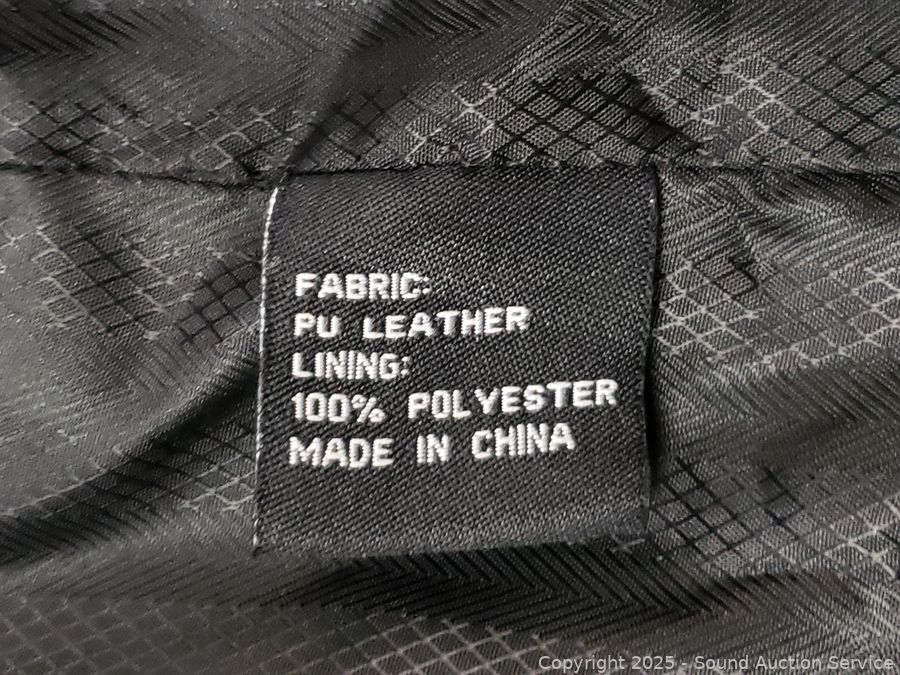 FABRIC:
PU LEATHER
LINING:
100% POLYESTER
MADE IN CHINA
Copyright 2025 - Sound Auction Service